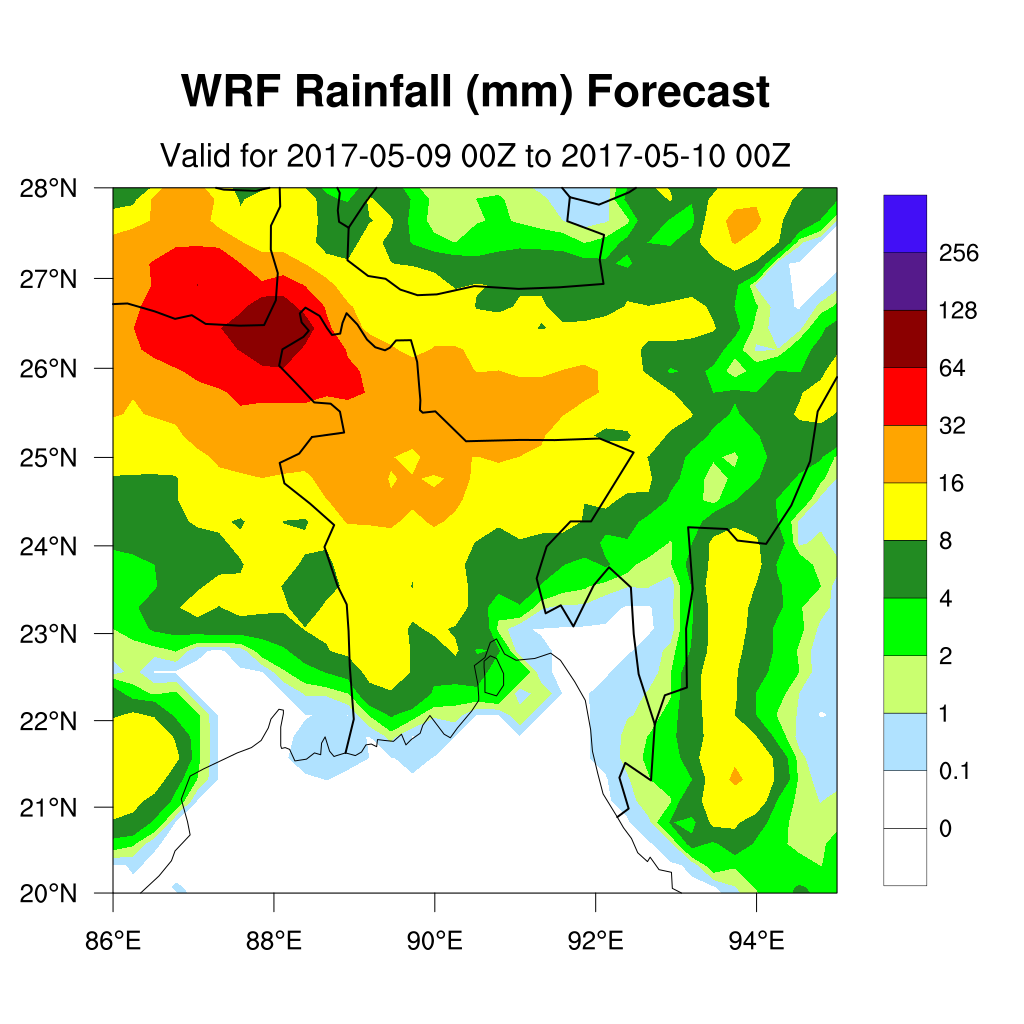 WRF Rainfall (mm) Forecast
Valid for 2017-05-09 00Z to 2017-05-10 00Z
28°N
27°N
26°N
25°N
24°N
23°N
22°N
21°N
20°N
86°E
88°E
90°E
92°E
94°E
256
128
64
32
16
8
4
2
1
0.1
0